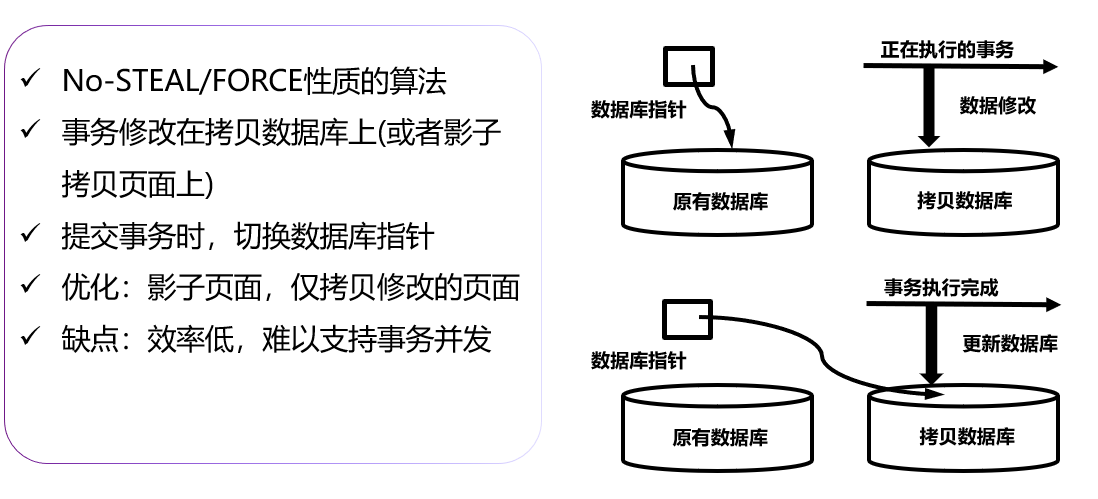 No-STEAL/FORCE性质的算法
事务修改在拷贝数据库上(或者影子
拷贝页面上)
提交事务时，切换数据库指针
优化：影子页面，仅拷贝修改的页面
缺点：效率低，难以支持事务并发
正在执行的事务
数据库指针
数据修改
原有数据库
拷贝数据库
事务执行完成
数据库指针
更新数据库
原有数据库
拷贝数据库